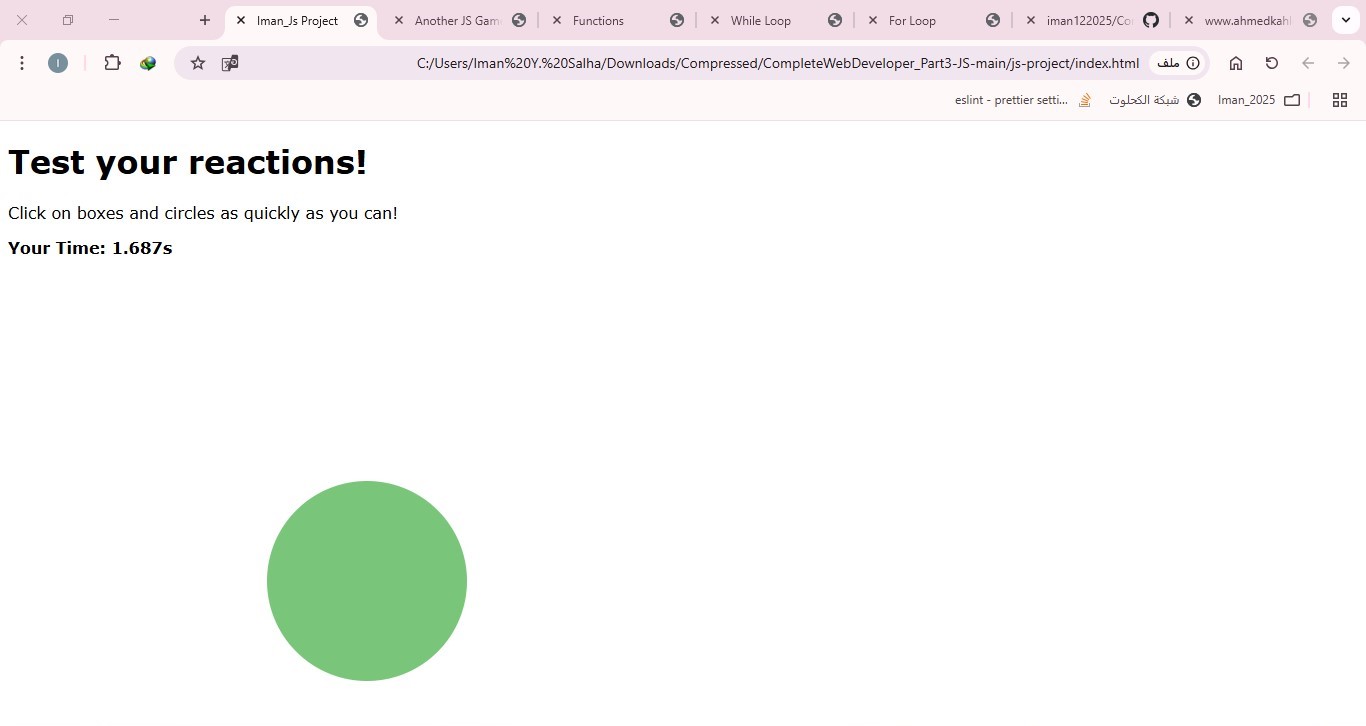 Iman_Js Project
Another JS Gam
Functions
While Loop
For Loop
iman122025/Co
www.ahmedkahl
I
C:/Users/Iman%20Y.%20Salha/Downloads/Compressed/CompleteWebDeveloper_Part3-JS-main/js-project/index.html
ملف
eslint - prettier setti...
شبكة الكحلوت
Iman_2025
Test your reactions!
Click on boxes and circles as quickly as you can!
Your Time: 1.687s